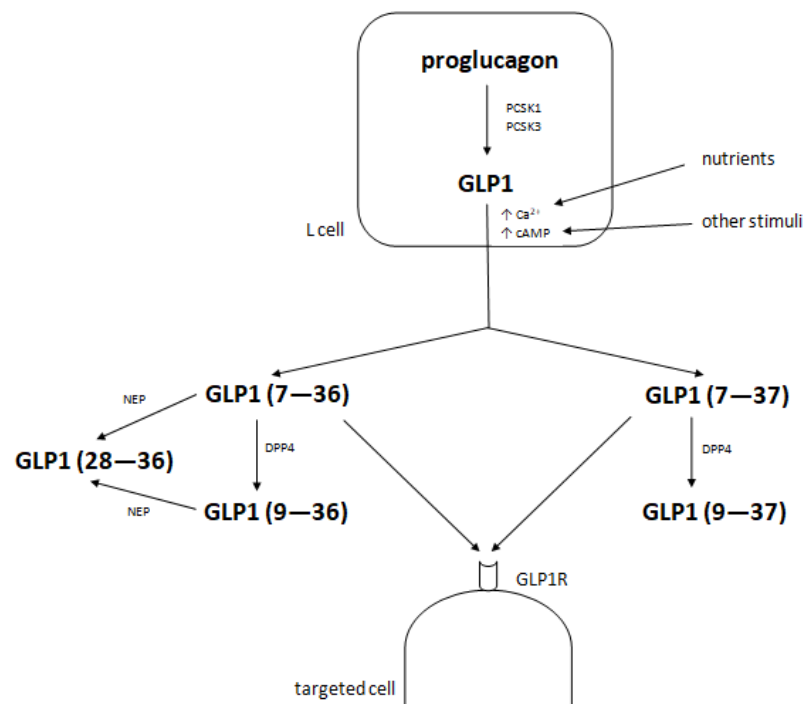 proglucagon
PCSK1
PCSK3
GLP1
nutrients
↑ Ca²⁺
↑ cAMP
other stimuli
L cell
GLP1 (7—36)
GLP1 (7—37)
NEP
DPP4
DPP4
GLP1 (28—36)
NEP
GLP1 (9—36)
GLP1 (9—37)
GLP1R
targeted cell